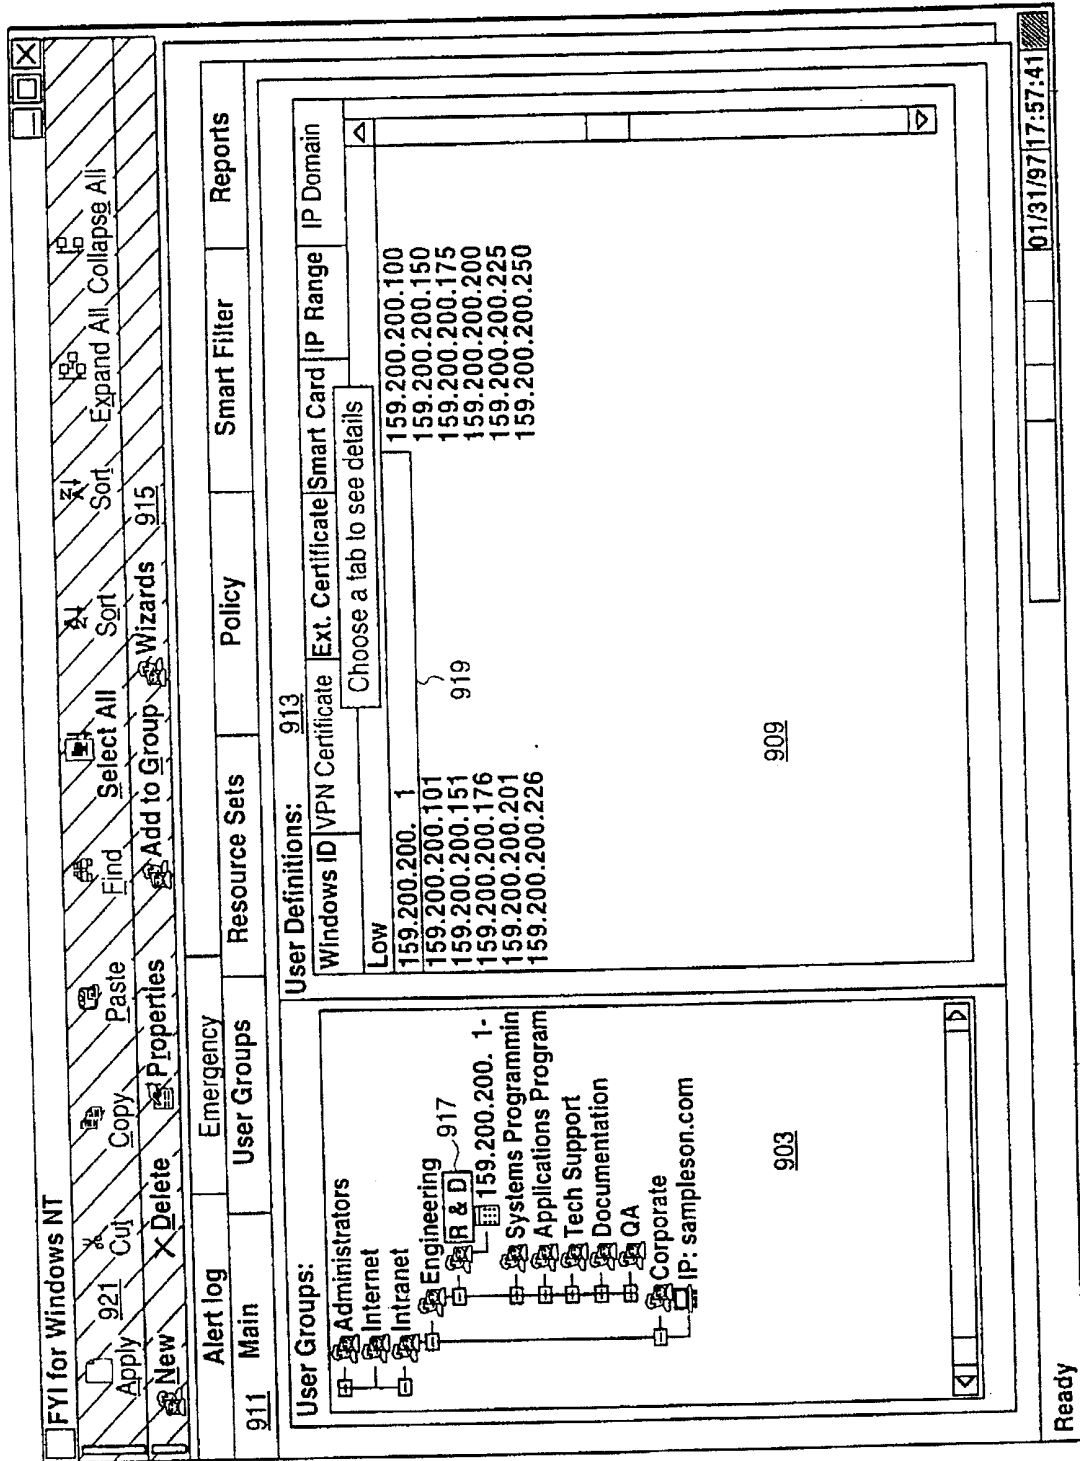 FYI for Windows NT
Apply 921 Cut Copy Paste Find Select All Sort Sort Expand All Collapse All
New Delete Properties Add to Group Wizards 915
Alert log Emergency
911 Main User Groups Resource Sets Policy Smart Filter Reports
User Groups:
Administrators
Internet
Intranet
Engineering
R & D 917
159.200.200. 1-
Systems Programmin
Applications Program
Tech Support
Documentation
QA
Corporate
IP: sampleson.com
903
User Definitions: 913
Windows ID VPN Certificate Ext. Certificate Smart Card IP Range IP Domain
Choose a tab to see details
Low
159.200.200. 1 159.200.200.100
159.200.200.101 159.200.200.150
159.200.200.151 159.200.200.175
159.200.200.176 159.200.200.200
159.200.200.201 159.200.200.225
159.200.200.226 159.200.200.250
919
909
Ready 01/31/97 17:57:41